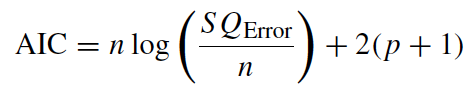 AIC = n log ( SQ_Error / n ) + 2(p + 1)